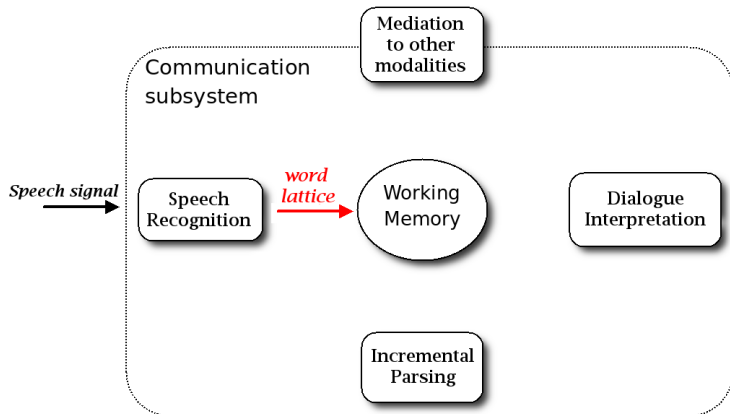 Mediation
to other
modalities
Communication
subsystem
Speech signal
Speech
Recognition
word
lattice
Working
Memory
Dialogue
Interpretation
Incremental
Parsing